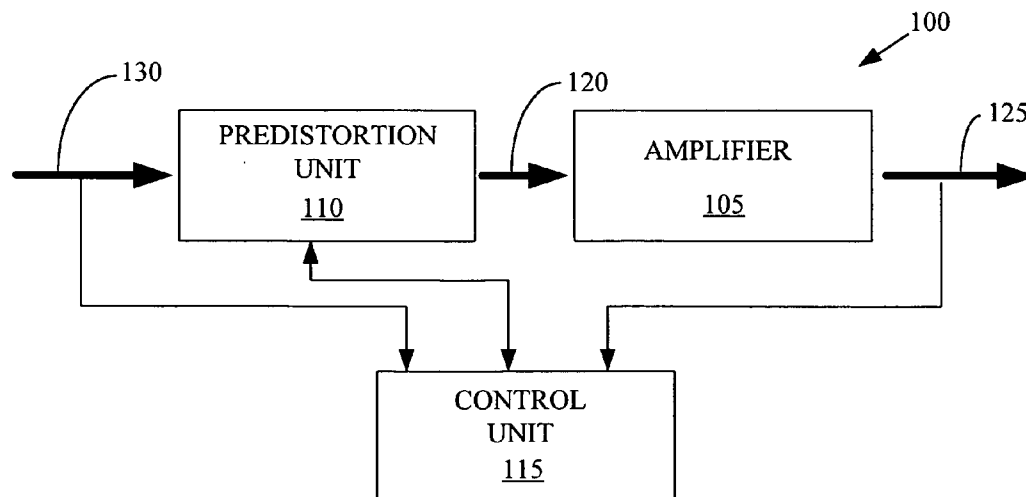 100
130
120
125
PREDISTORTION
UNIT
110
AMPLIFIER
105
CONTROL
UNIT
115